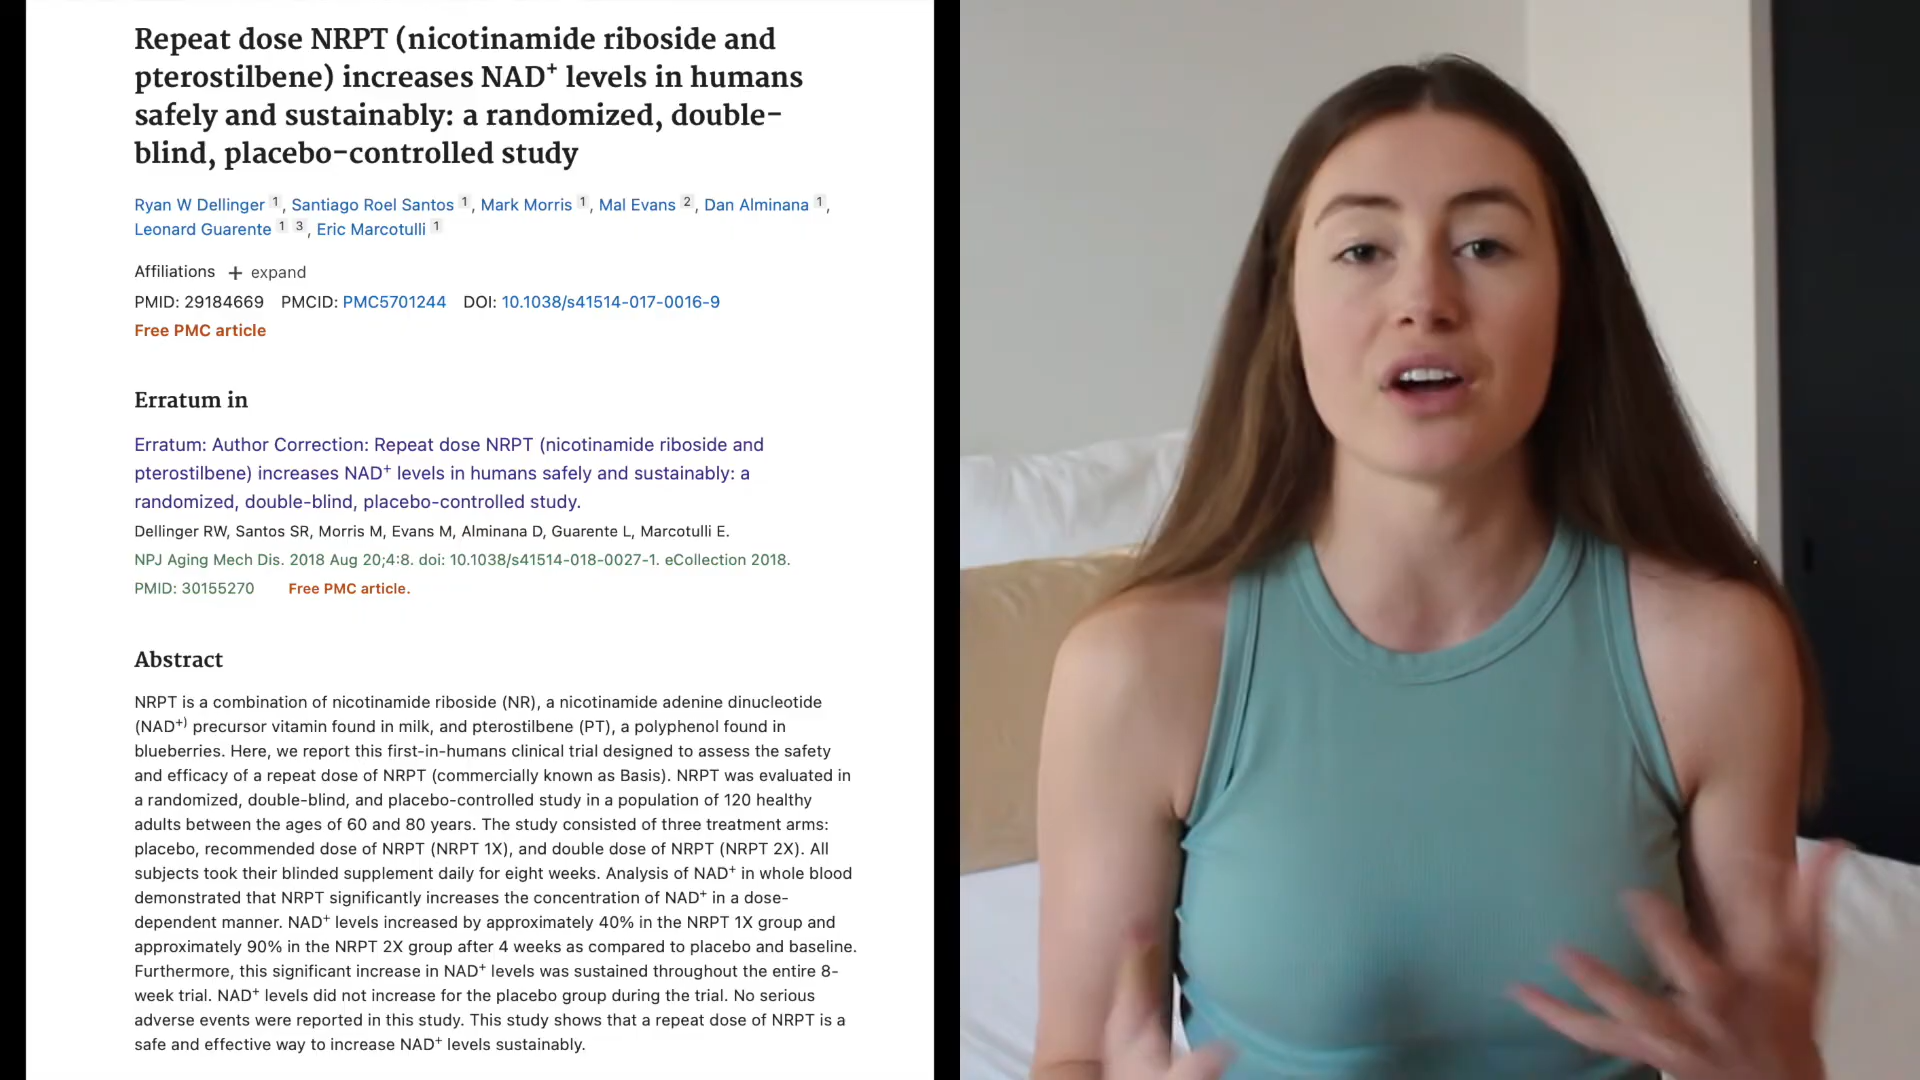 Repeat dose NRPT (nicotinamide riboside and
pterostilbene) increases NAD+ levels in humans
safely and sustainably: a randomized, double-
blind, placebo-controlled study
Ryan W Dellinger 1, Santiago Roel Santos 1, Mark Morris 1, Mal Evans 2, Dan Alminana 1,
Leonard Guarente 1 3, Eric Marcotulli 1
Affiliations + expand
PMID: 29184669 PMCID: PMC5701244 DOI: 10.1038/s41514-017-0016-9
Free PMC article
Erratum in
Erratum: Author Correction: Repeat dose NRPT (nicotinamide riboside and
pterostilbene) increases NAD+ levels in humans safely and sustainably: a
randomized, double-blind, placebo-controlled study.
Dellinger RW, Santos SR, Morris M, Evans M, Alminana D, Guarente L, Marcotulli E.
NPJ Aging Mech Dis. 2018 Aug 20;4:8. doi: 10.1038/s41514-018-0027-1. eCollection 2018.
PMID: 30155270 Free PMC article.
Abstract
NRPT is a combination of nicotinamide riboside (NR), a nicotinamide adenine dinucleotide
(NAD+) precursor vitamin found in milk, and pterostilbene (PT), a polyphenol found in
blueberries. Here, we report this first-in-humans clinical trial designed to assess the safety
and efficacy of a repeat dose of NRPT (commercially known as Basis). NRPT was evaluated in
a randomized, double-blind, and placebo-controlled study in a population of 120 healthy
adults between the ages of 60 and 80 years. The study consisted of three treatment arms:
placebo, recommended dose of NRPT (NRPT 1X), and double dose of NRPT (NRPT 2X). All
subjects took their blinded supplement daily for eight weeks. Analysis of NAD+ in whole blood
demonstrated that NRPT significantly increases the concentration of NAD+ in a dose-
dependent manner. NAD+ levels increased by approximately 40% in the NRPT 1X group and
approximately 90% in the NRPT 2X group after 4 weeks as compared to placebo and baseline.
Furthermore, this significant increase in NAD+ levels was sustained throughout the entire 8-
week trial. NAD+ levels did not increase for the placebo group during the trial. No serious
adverse events were reported in this study. This study shows that a repeat dose of NRPT is a
safe and effective way to increase NAD+ levels sustainably.